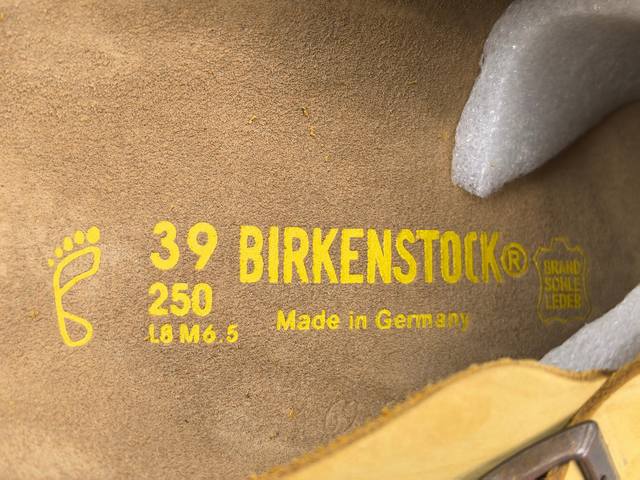 39 BIRKENSTOCK®
250
L8 M6.5 Made in Germany
BRAND
SOHLE
LEDER